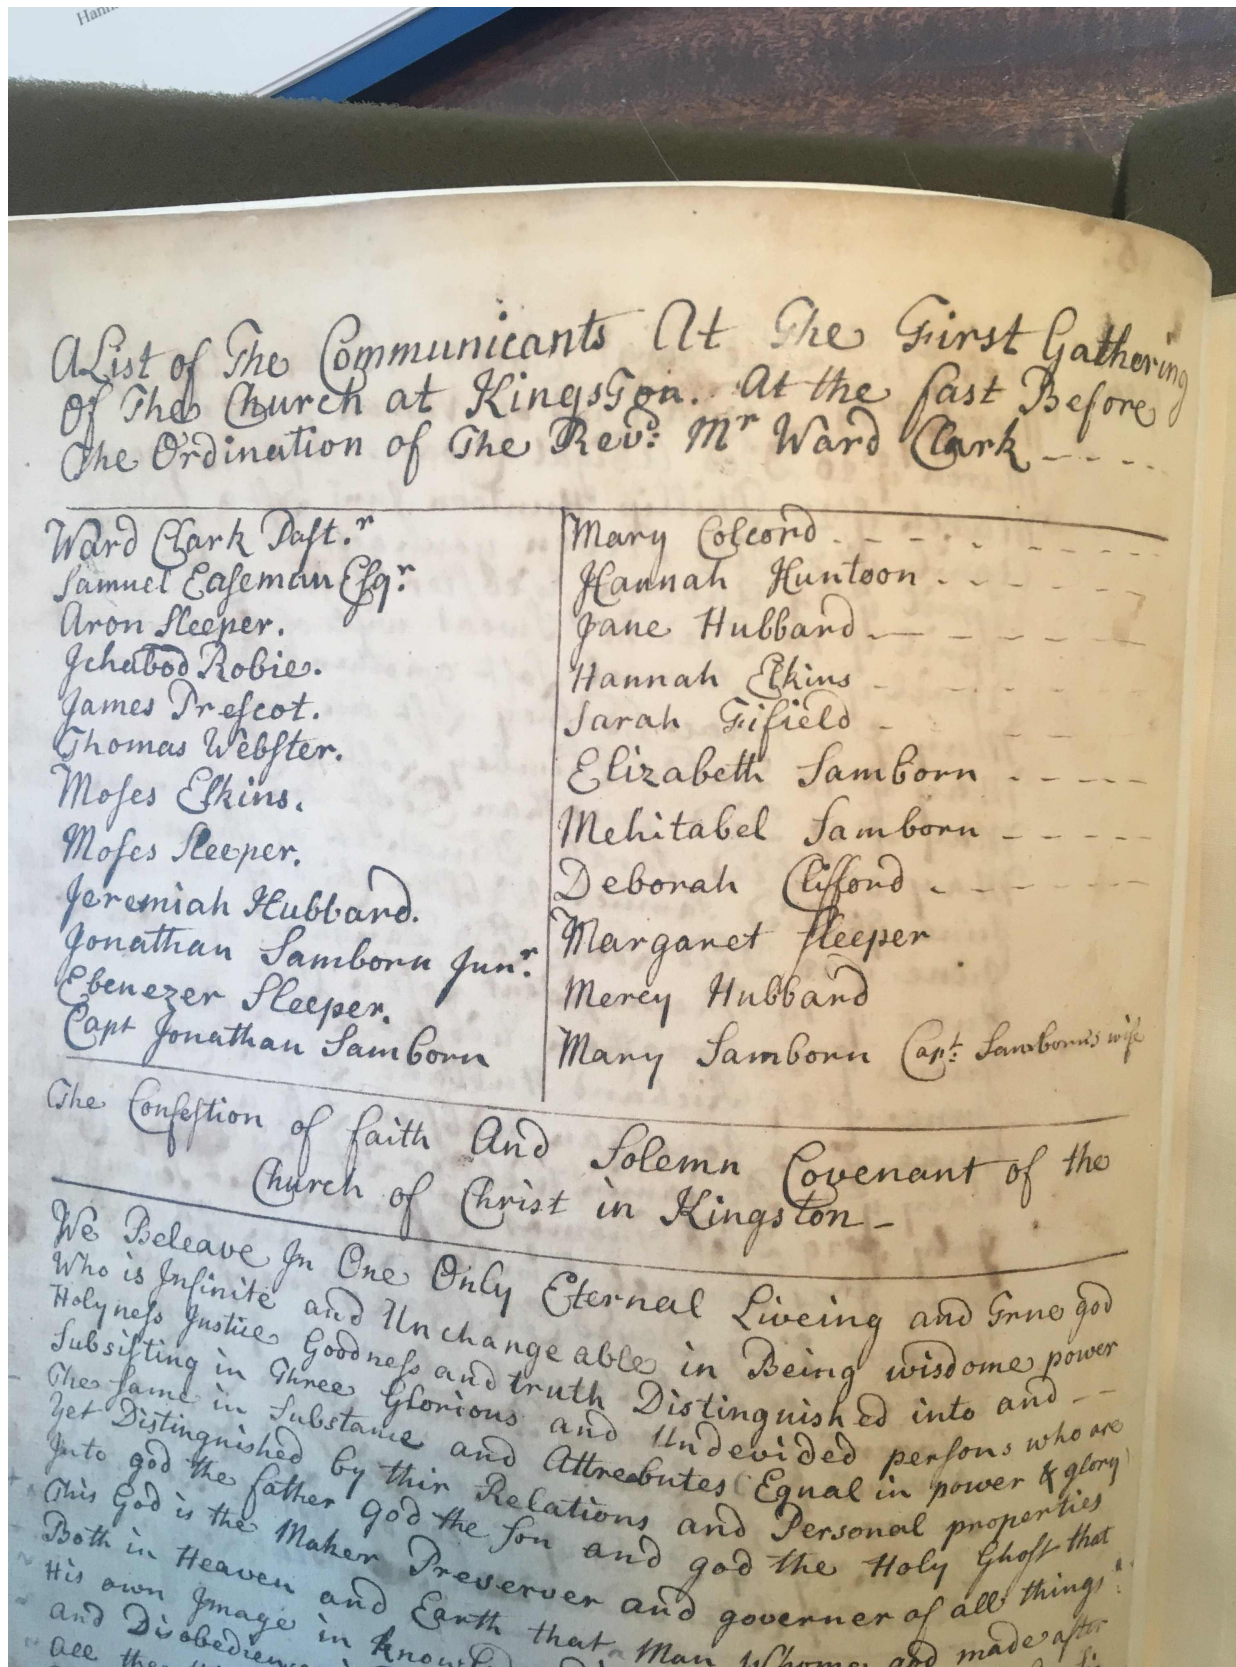 Hann
A List of The Communicants At The First Gathering
Of The Church at Kingston. At the fast Before
The Ordination of The Revd: Mr Ward Clark - - - -
Ward Clark Past.r
Samuel Easeman Esqr.
Aron Sleeper.
Ichabod Robie.
James Prescot.
Thomas Webster.
Moses Elkins.
Moses Sleeper.
Jeremiah Hubbard.
Jonathan Samborn Junr.
Ebenezer Sleeper.
Capt Jonathan Samborn
Mary Colcord
Hannah Huntoon
Jane Hubbard
Hannah Elkins
Sarah Fifield
Elizabeth Samborn
Mehitabel Samborn
Deborah Clifford
Margaret Sleeper
Mercy Hubbard
Mary Samborn Capt: Samborn's wife
The Confestion of faith And Solemn Covenant of the
Church of Christ in Kingston -
We Beleave In One Only Eternal Liveing and True god
Who is Infinite and Unchangeable in Being wisdome power
Holyness Justice Goodness and truth Distinguished into and - -
Subsisting in Three Glorious and Undevided persons who are
The same in Substance and Attrebutes Equal in power & glory
Yet Distinguished by thir Relations and Personal properties
Into god the father God the son and god the Holy Ghost that
This God is the Maker Preserver and governer of all things
Both in Heaven and Earth that Man Whome god made after
His own Image in
and
all